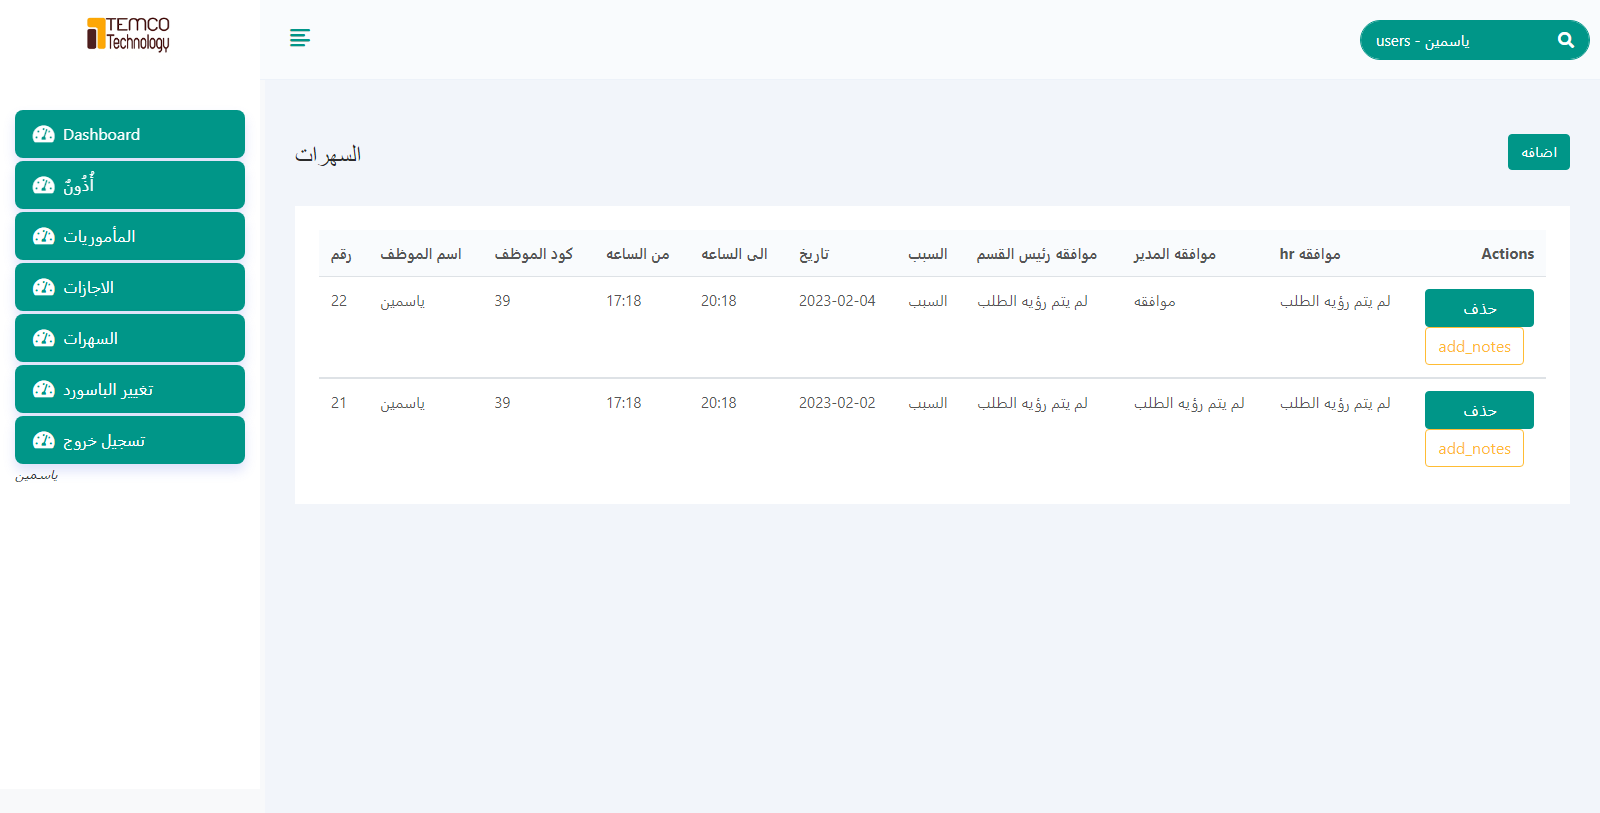 TEMCO
Technology
users - ياسمين
Dashboard
أُذُونٌ
المأموريات
الاجازات
السهرات
تغيير الباسورد
تسجيل خروج
ياسمين
السهرات
اضافه
رقم اسم الموظف كود الموظف من الساعه الى الساعه تاريخ السبب موافقه رئيس القسم موافقه المدير موافقه hr Actions
22 ياسمين 39 17:18 20:18 2023-02-04 السبب لم يتم رؤيه الطلب موافقه لم يتم رؤيه الطلب حذف
add_notes
21 ياسمين 39 17:18 20:18 2023-02-02 السبب لم يتم رؤيه الطلب لم يتم رؤيه الطلب لم يتم رؤيه الطلب حذف
add_notes